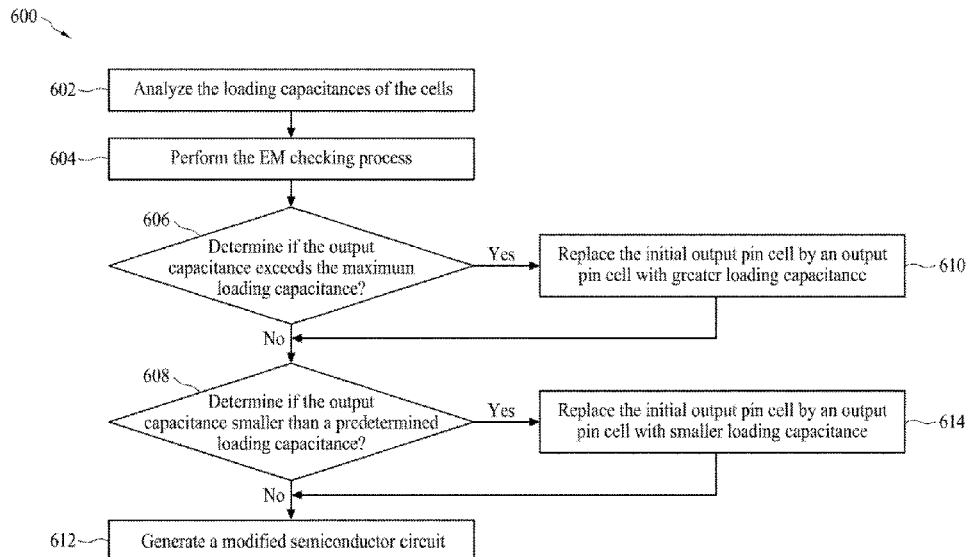 600
602
Analyze the loading capacitances of the cells
604
Perform the EM checking process
606
Determine if the output
capacitance exceeds the maximum
loading capacitance?
Yes
Replace the initial output pin cell by an output
pin cell with greater loading capacitance
610
No
608
Determine if the output
capacitance smaller than a predetermined
loading capacitance?
Yes
Replace the initial output pin cell by an output
pin cell with smaller loading capacitance
614
No
612
Generate a modified semiconductor circuit